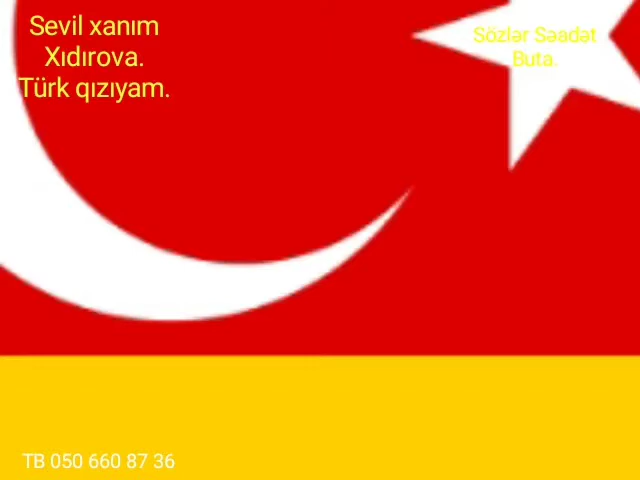 Sevil xanım
Xıdırova.
Türk qızıyam.
Sözlər Səadət
Buta.
TB 050 660 87 36